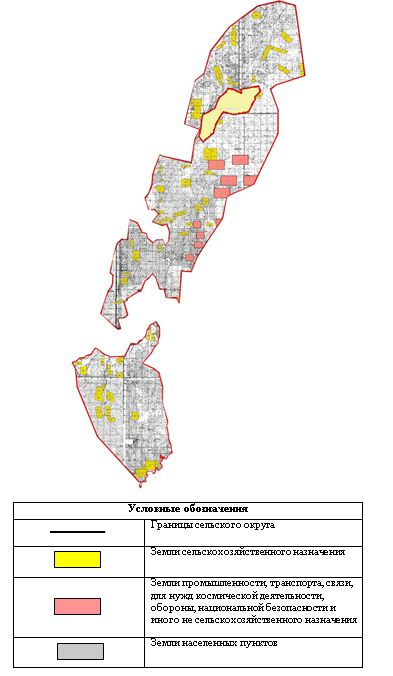 Условные обозначения
Границы сельского округа
Земли сельскохозяйственного назначения
Земли промышленности, транспорта, связи,
для нужд космической деятельности,
обороны, национальной безопасности и
иного не сельскохозяйственного назначения
Земли населенных пунктов